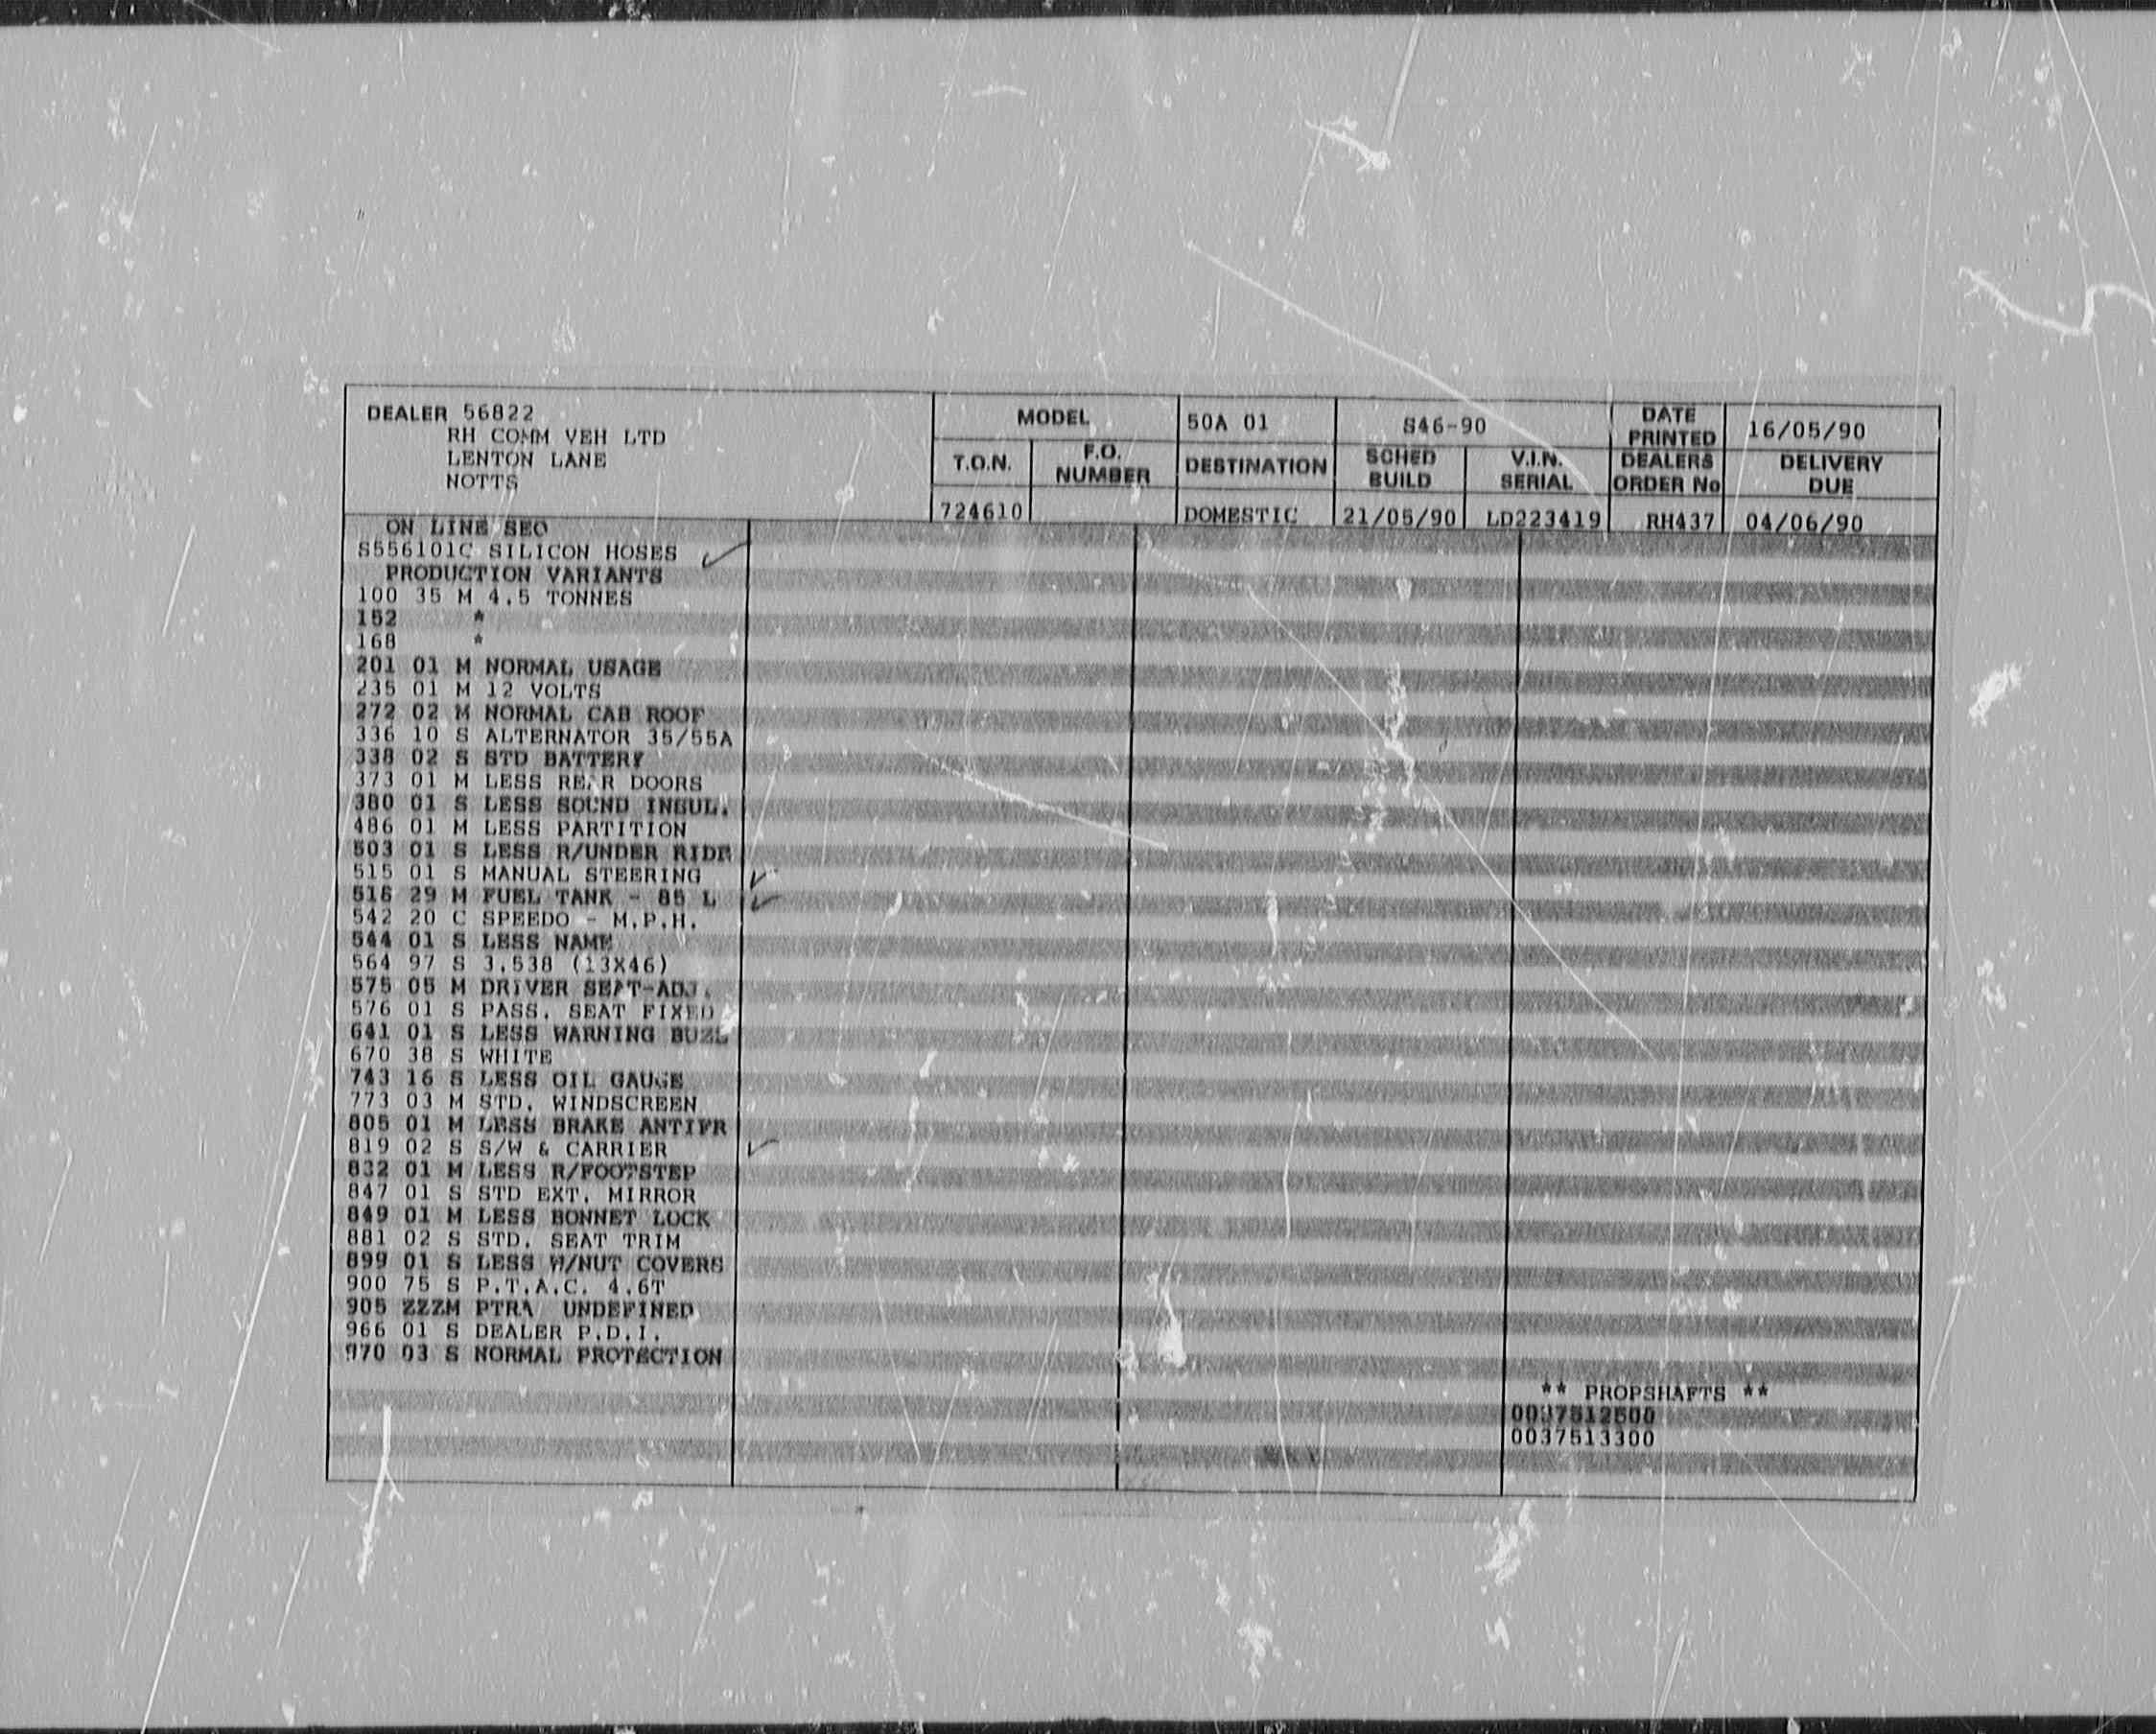 DEALER 56822
RH COMM VEH LTD
LENTON LANE
NOTTS
MODEL 50A 01 S46-90 DATE PRINTED 16/05/90
T.O.N. F.O. NUMBER DESTINATION SCHED BUILD V.I.N. SERIAL DEALERS ORDER No DELIVERY DUE
724610 DOMESTIC 21/05/90 LD223419 RH437 04/06/90
ON LINE SEO
S556101C SILICON HOSES
PRODUCTION VARIANTS
100 35 M 4.5 TONNES
152 *
168 *
201 01 M NORMAL USAGE
235 01 M 12 VOLTS
272 02 M NORMAL CAB ROOF
336 10 S ALTERNATOR 35/55A
338 02 S STD BATTERY
373 01 M LESS REAR DOORS
380 01 S LESS SOUND INSUL.
486 01 M LESS PARTITION
503 01 S LESS R/UNDER RIDE
515 01 S MANUAL STEERING
516 29 M FUEL TANK - 85 L
542 20 C SPEEDO - M.P.H.
544 01 S LESS NAME
564 97 S 3.538 (13X46)
575 05 M DRIVER SEAT-ADJ.
576 01 S PASS. SEAT FIXED
641 01 S LESS WARNING BUZZ
670 38 S WHITE
743 16 S LESS OIL GAUGE
773 03 M STD. WINDSCREEN
805 01 M LESS BRAKE ANTIFR
819 02 S S/W & CARRIER
832 01 M LESS R/FOOTSTEP
847 01 S STD EXT. MIRROR
849 01 M LESS BONNET LOCK
881 02 S STD. SEAT TRIM
899 01 S LESS W/NUT COVERS
900 75 S P.T.A.C. 4.6T
905 ZZZM PTRA UNDEFINED
966 01 S DEALER P.D.I.
970 03 S NORMAL PROTECTION
** PROPSHAFTS **
0037512500
0037513300